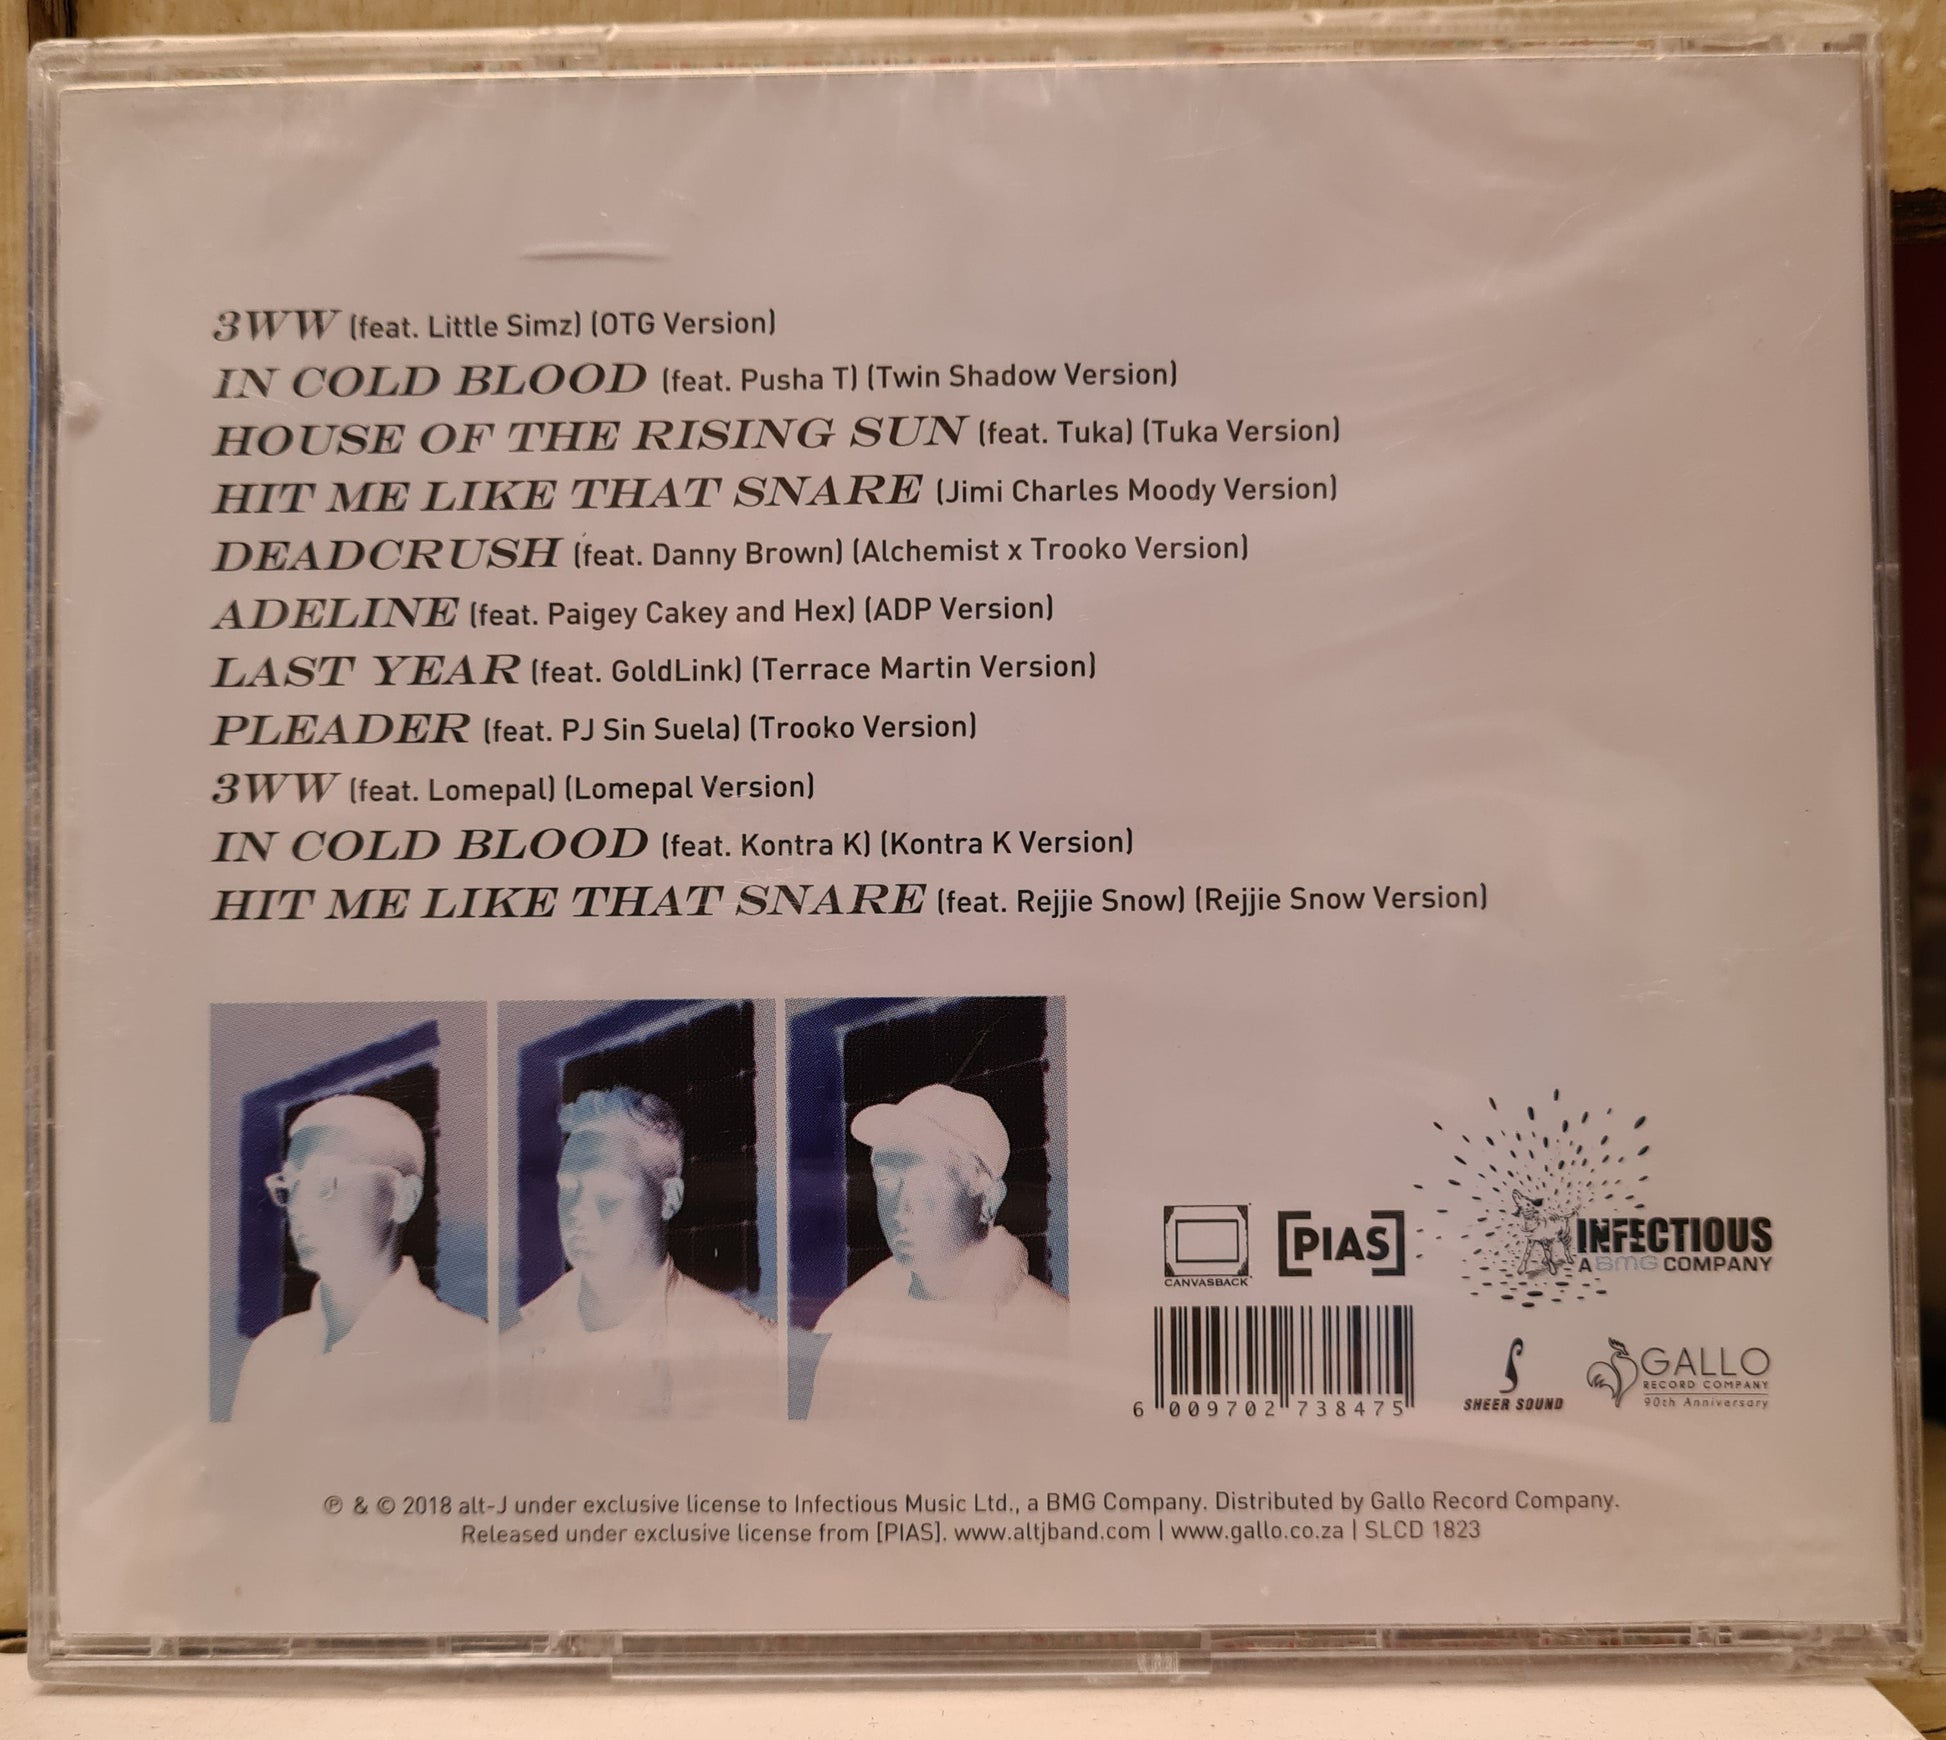 3WW (feat. Little Simz) (OTG Version)
IN COLD BLOOD (feat. Pusha T) (Twin Shadow Version)
HOUSE OF THE RISING SUN (feat. Tuka) (Tuka Version)
HIT ME LIKE THAT SNARE (Jimi Charles Moody Version)
DEADCRUSH (feat. Danny Brown) (Alchemist x Trooko Version)
ADELINE (feat. Paigey Cakey and Hex) (ADP Version)
LAST YEAR (feat. GoldLink) (Terrace Martin Version)
PLEADER (feat. PJ Sin Suela) (Trooko Version)
3WW (feat. Lomepal) (Lomepal Version)
IN COLD BLOOD (feat. Kontra K) (Kontra K Version)
HIT ME LIKE THAT SNARE (feat. Rejjie Snow) (Rejjie Snow Version)
CANVASBACK
[PIAS]
INFECTIOUS
A BMG COMPANY
6 009702 738475
SHEER SOUND
GALLO
RECORD COMPANY
90th Anniversary
℗ & © 2018 alt-J under exclusive license to Infectious Music Ltd., a BMG Company. Distributed by Gallo Record Company.
Released under exclusive license from [PIAS]. www.altjband.com | www.gallo.co.za | SLCD 1823